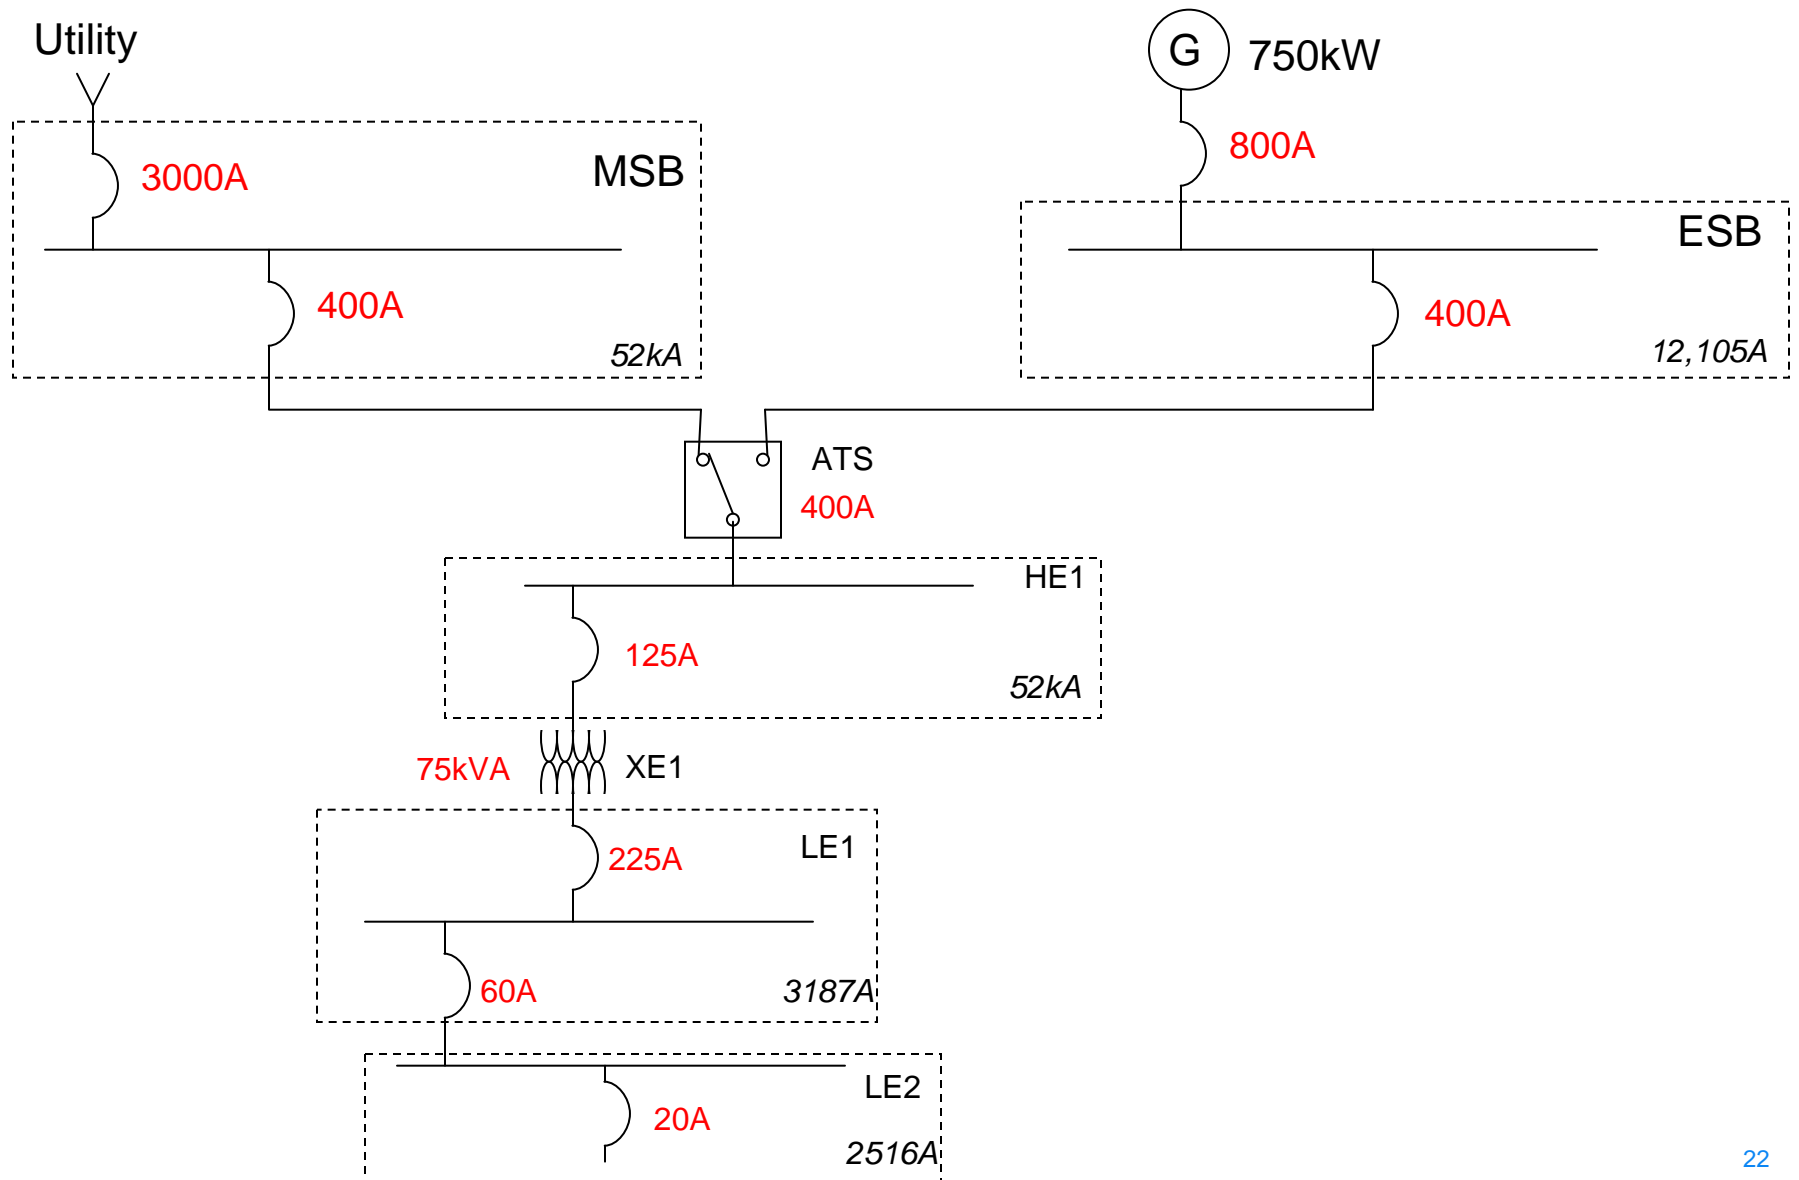 Utility
G
750kW
800A
3000A
MSB
ESB
400A
400A
52kA
12,105A
ATS
400A
HE1
125A
52kA
75kVA
XE1
LE1
225A
60A
3187A
LE2
20A
2516A
22